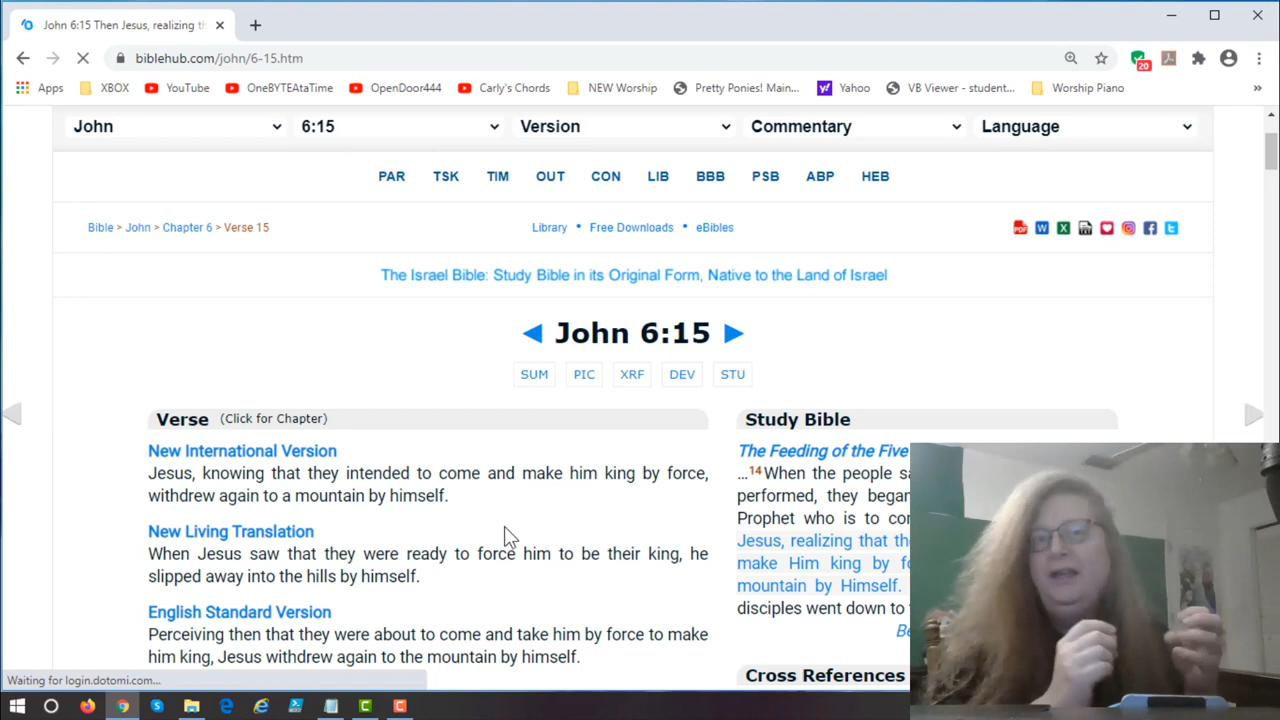 John 6:15 Then Jesus, realizing th
biblehub.com/john/6-15.htm
20
Apps XBOX YouTube OneBYTEAtaTime OpenDoor444 Carly's Chords NEW Worship Pretty Ponies! Main... Yahoo VB Viewer - student... Worship Piano »
John 6:15 Version Commentary Language
PAR TSK TIM OUT CON LIB BBB PSB ABP HEB
Bible > John > Chapter 6 > Verse 15 Library • Free Downloads • eBibles
The Israel Bible: Study Bible in its Original Form, Native to the Land of Israel
◄ John 6:15 ►
SUM PIC XRF DEV STU
Verse (Click for Chapter)
New International Version
Jesus, knowing that they intended to come and make him king by force,
withdrew again to a mountain by himself.
New Living Translation
When Jesus saw that they were ready to force him to be their king, he
slipped away into the hills by himself.
English Standard Version
Perceiving then that they were about to come and take him by force to make
him king, Jesus withdrew again to the mountain by himself.
Study Bible
The Feeding of the Five
...14 When the people sa
performed, they began
Prophet who is to con
Jesus, realizing that the
make Him king by fo
mountain by Himself.
disciples went down to
Be
Cross References
Waiting for login.dotomi.com...